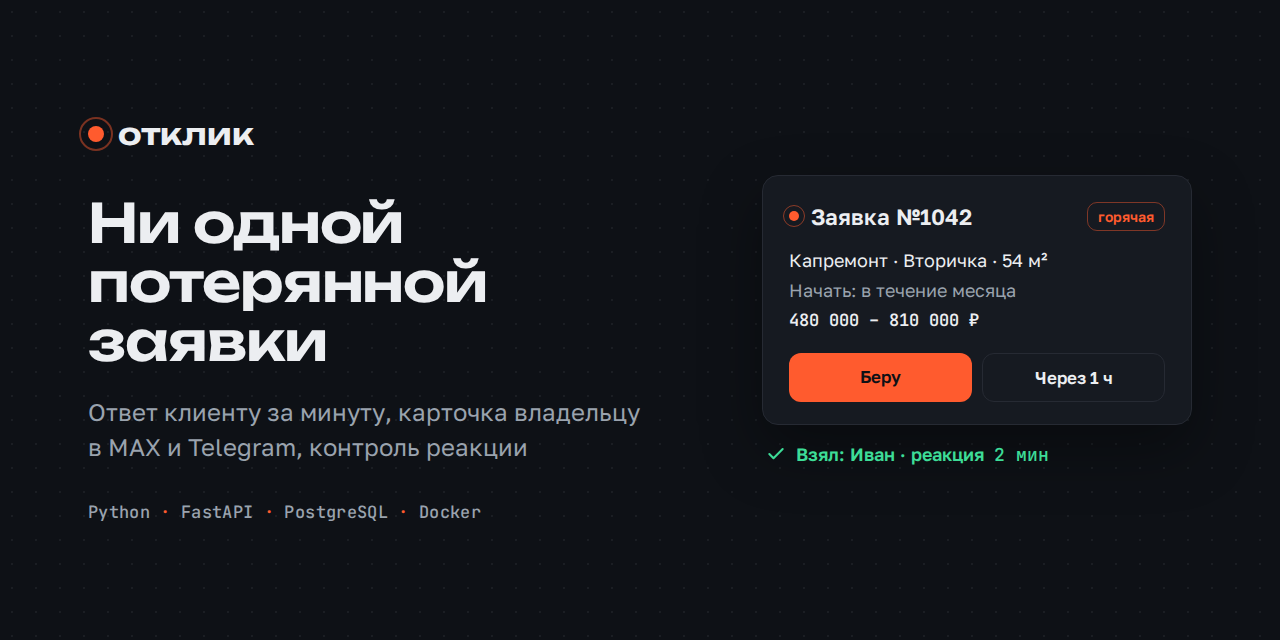 отклик
Ни одной
потерянной
заявки
Ответ клиенту за минуту, карточка владельцу
в MAX и Telegram, контроль реакции
Python · FastAPI · PostgreSQL · Docker
Заявка №1042
горячая
Капремонт · Вторичка · 54 м²
Начать: в течение месяца
480 000 – 810 000 ₽
Беру
Через 1 ч
Взял: Иван · реакция 2 мин